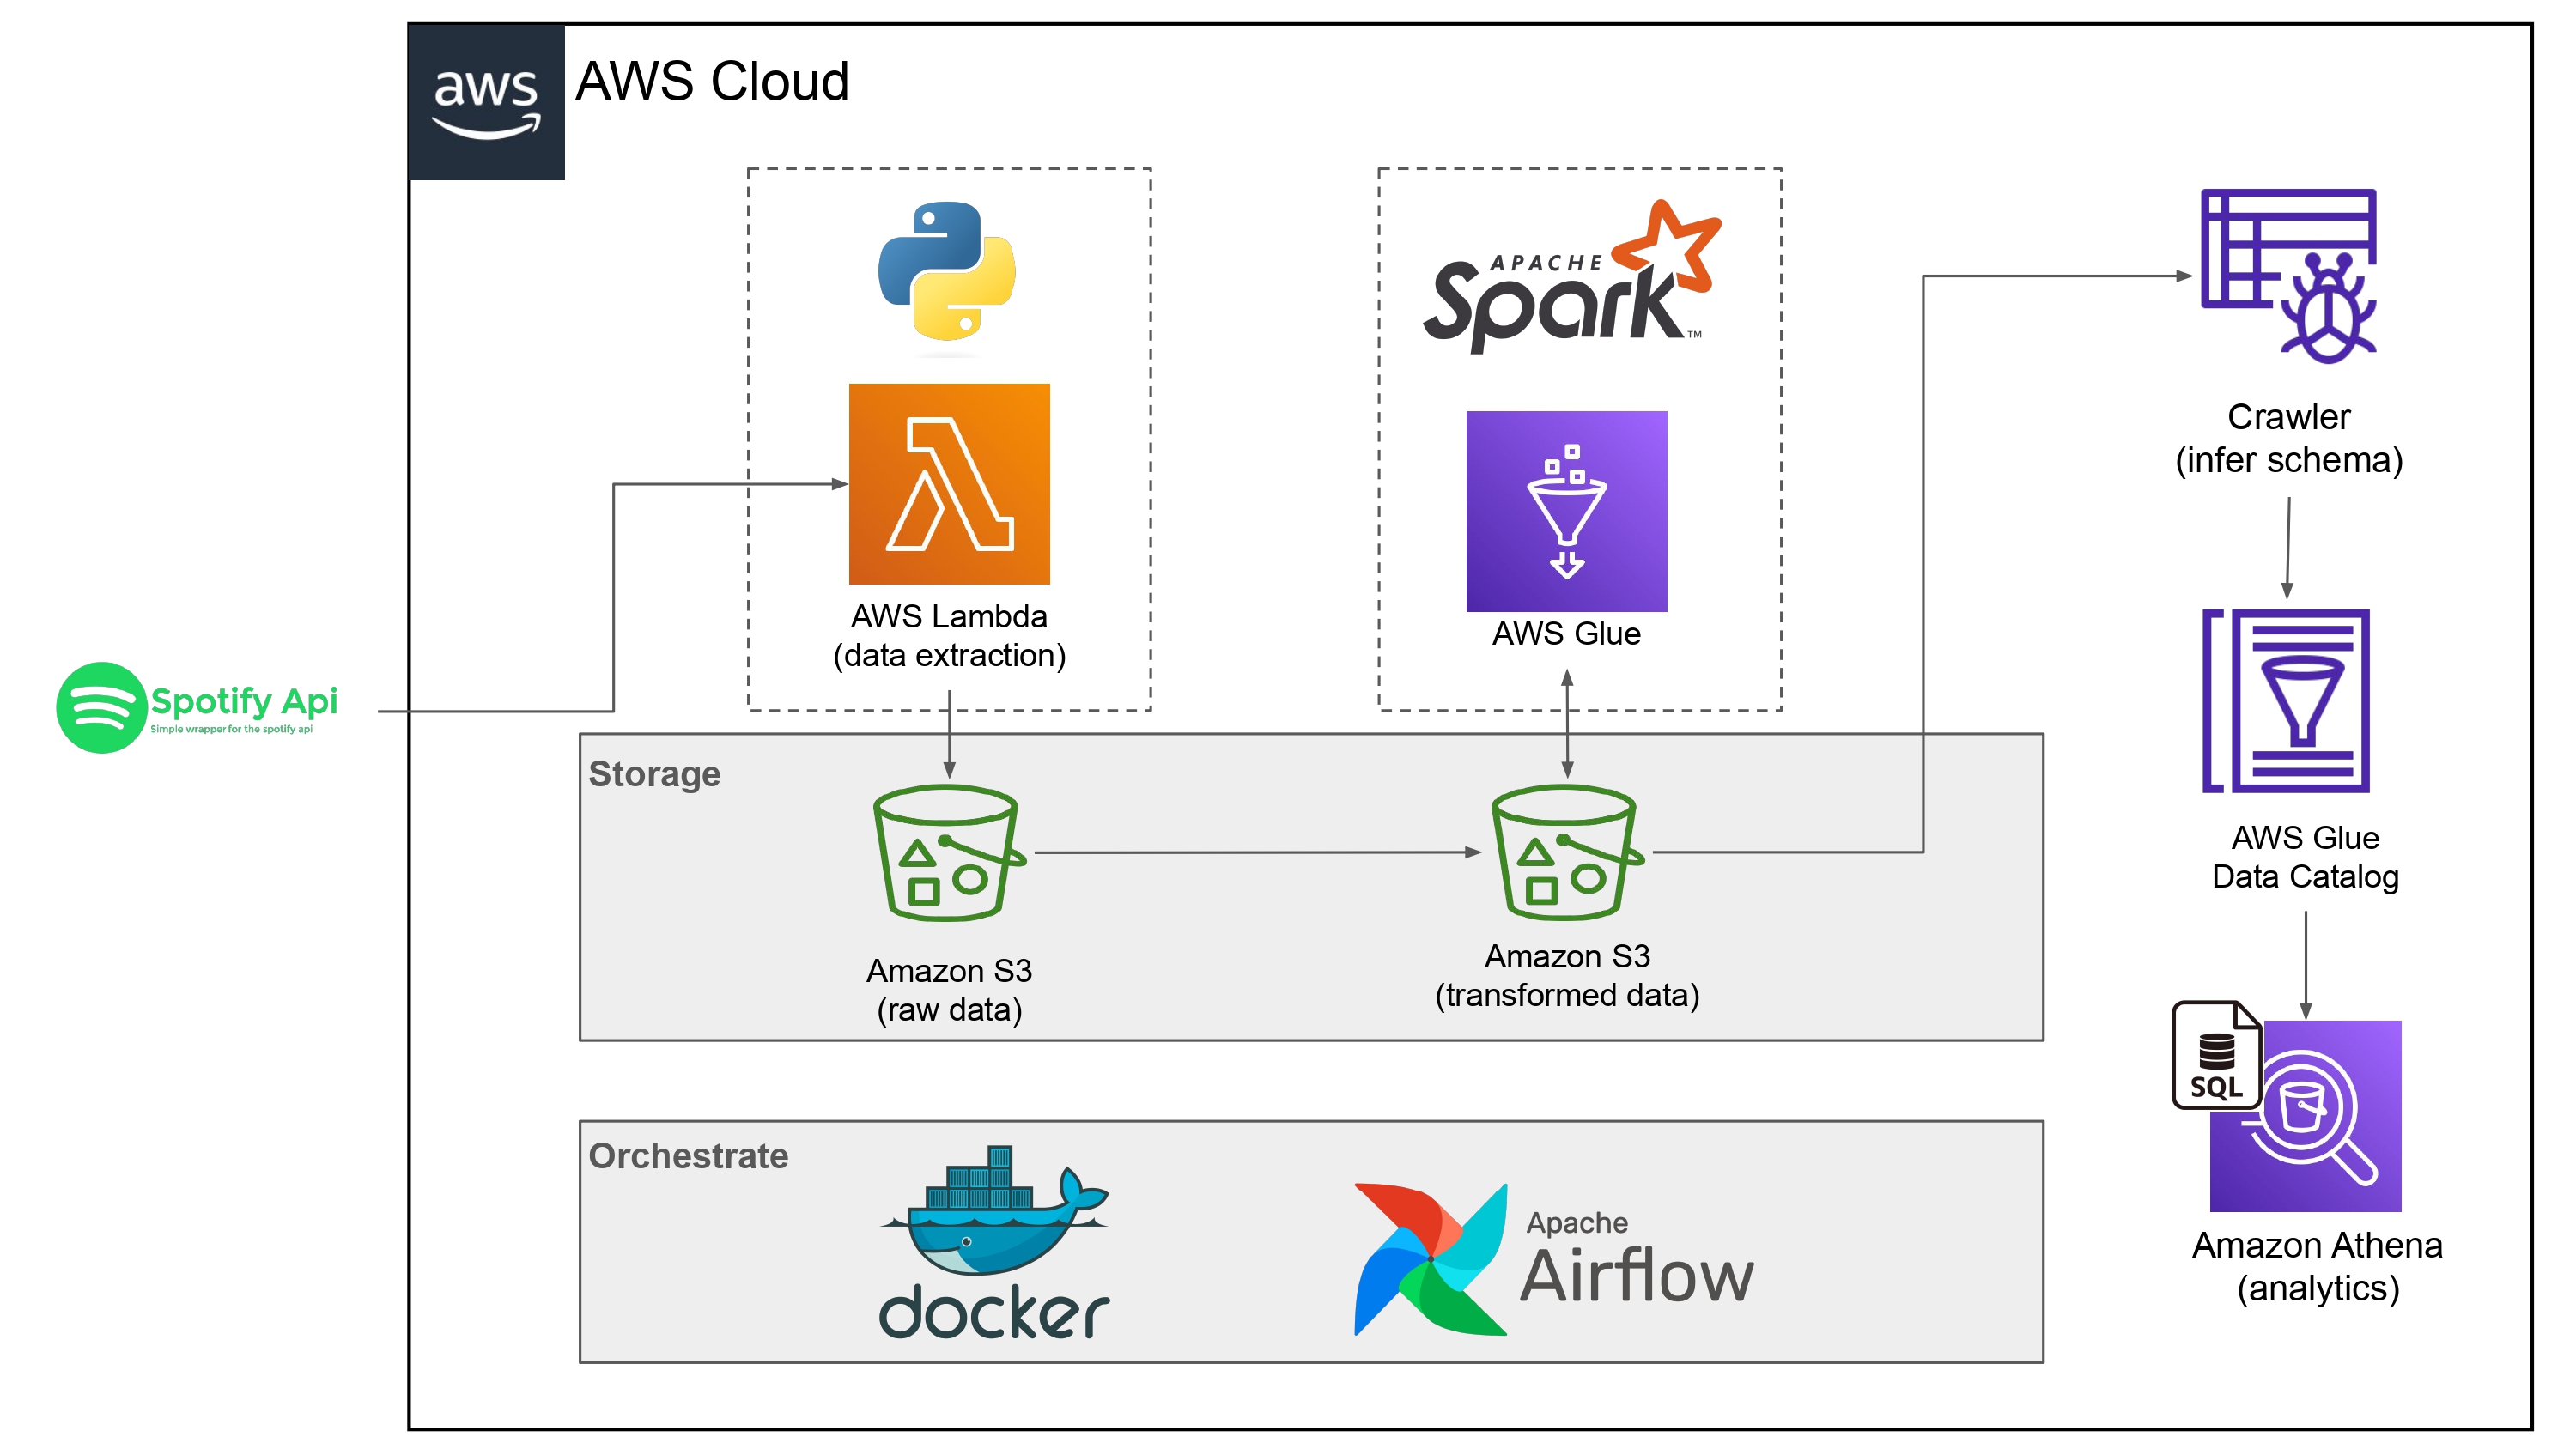 aws
AWS Cloud
APACHE
Spark™
AWS Lambda
(data extraction)
AWS Glue
Crawler
(infer schema)
Spotify Api
Simple wrapper for the spotify api
Storage
Amazon S3
(raw data)
Amazon S3
(transformed data)
AWS Glue
Data Catalog
SQL
Orchestrate
docker
Apache
Airflow
Amazon Athena
(analytics)